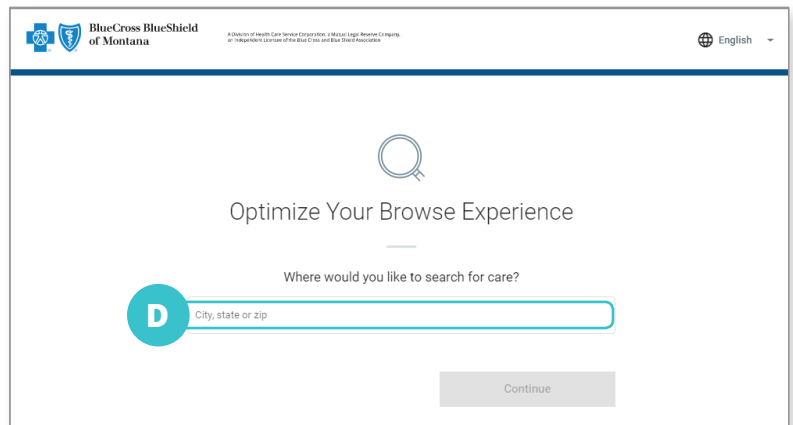 BlueCross BlueShield
of Montana
A Division of Health Care Service Corporation, a Mutual Legal Reserve Company,
an Independent Licensee of the Blue Cross and Blue Shield Association
English
Optimize Your Browse Experience
Where would you like to search for care?
D
City, state or zip
Continue